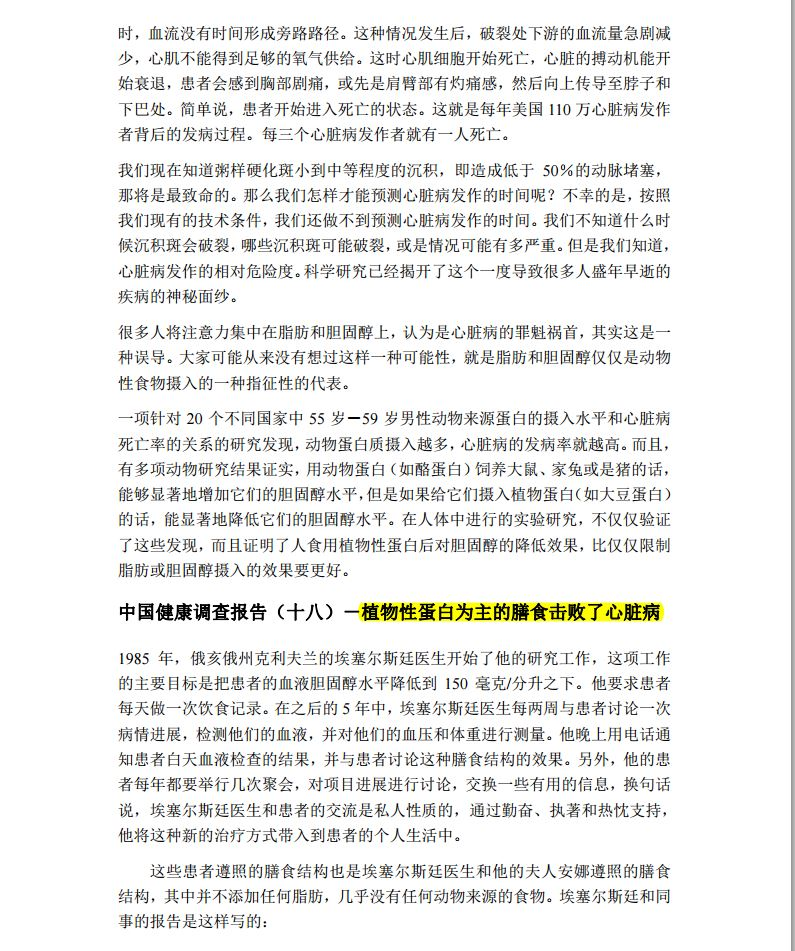 时，血流没有时间形成旁路路径。这种情况发生后，破裂处下游的血流量急剧减
少，心肌不能得到足够的氧气供给。这时心肌细胞开始死亡，心脏的搏动机能开
始衰退，患者会感到胸部剧痛，或先是肩臂部有灼痛感，然后向上传导至脖子和
下巴处。简单说，患者开始进入死亡的状态。这就是每年美国 110 万心脏病发作
者背后的发病过程。每三个心脏病发作者就有一人死亡。
我们现在知道粥样硬化斑小到中等程度的沉积，即造成低于 50%的动脉堵塞，
那将是最致命的。那么我们怎样才能预测心脏病发作的时间呢？不幸的是，按照
我们现有的技术条件，我们还做不到预测心脏病发作的时间。我们不知道什么时
候沉积斑会破裂，哪些沉积斑可能破裂，或是情况可能有多严重。但是我们知道，
心脏病发作的相对危险度。科学研究已经揭开了这个一度导致很多人盛年早逝的
疾病的神秘面纱。
很多人将注意力集中在脂肪和胆固醇上，认为是心脏病的罪魁祸首，其实这是一
种误导。大家可能从来没有想过这样一种可能性，就是脂肪和胆固醇仅仅是动物
性食物摄入的一种指征性的代表。
一项针对 20 个不同国家中 55 岁—59 岁男性动物来源蛋白的摄入水平和心脏病
死亡率的关系的研究发现，动物蛋白质摄入越多，心脏病的发病率就越高。而且，
有多项动物研究结果证实，用动物蛋白（如酪蛋白）饲养大鼠、家兔或是猪的话，
能够显著地增加它们的胆固醇水平，但是如果给它们摄入植物蛋白（如大豆蛋白）
的话，能显著地降低它们的胆固醇水平。在人体中进行的实验研究，不仅仅验证
了这些发现，而且证明了人食用植物性蛋白后对胆固醇的降低效果，比仅仅限制
脂肪或胆固醇摄入的效果要更好。
中国健康调查报告（十八）—植物性蛋白为主的膳食击败了心脏病
1985 年，俄亥俄州克利夫兰的埃塞尔斯廷医生开始了他的研究工作，这项工作
的主要目标是把患者的血液胆固醇水平降低到 150 毫克/分升之下。他要求患者
每天做一次饮食记录。在之后的 5 年中，埃塞尔斯廷医生每两周与患者讨论一次
病情进展，检测他们的血液，并对他们的血压和体重进行测量。他晚上用电话通
知患者白天血液检查的结果，并与患者讨论这种膳食结构的效果。另外，他的患
者每年都要举行几次聚会，对项目进展进行讨论，交换一些有用的信息，换句话
说，埃塞尔斯廷医生和患者的交流是私人性质的，通过勤奋、执著和热忱支持，
他将这种新的治疗方式带入到患者的个人生活中。
这些患者遵照的膳食结构也是埃塞尔斯廷医生和他的夫人安娜遵照的膳食
结构，其中并不添加任何脂肪，几乎没有任何动物来源的食物。埃塞尔斯廷和同
事的报告是这样写的：